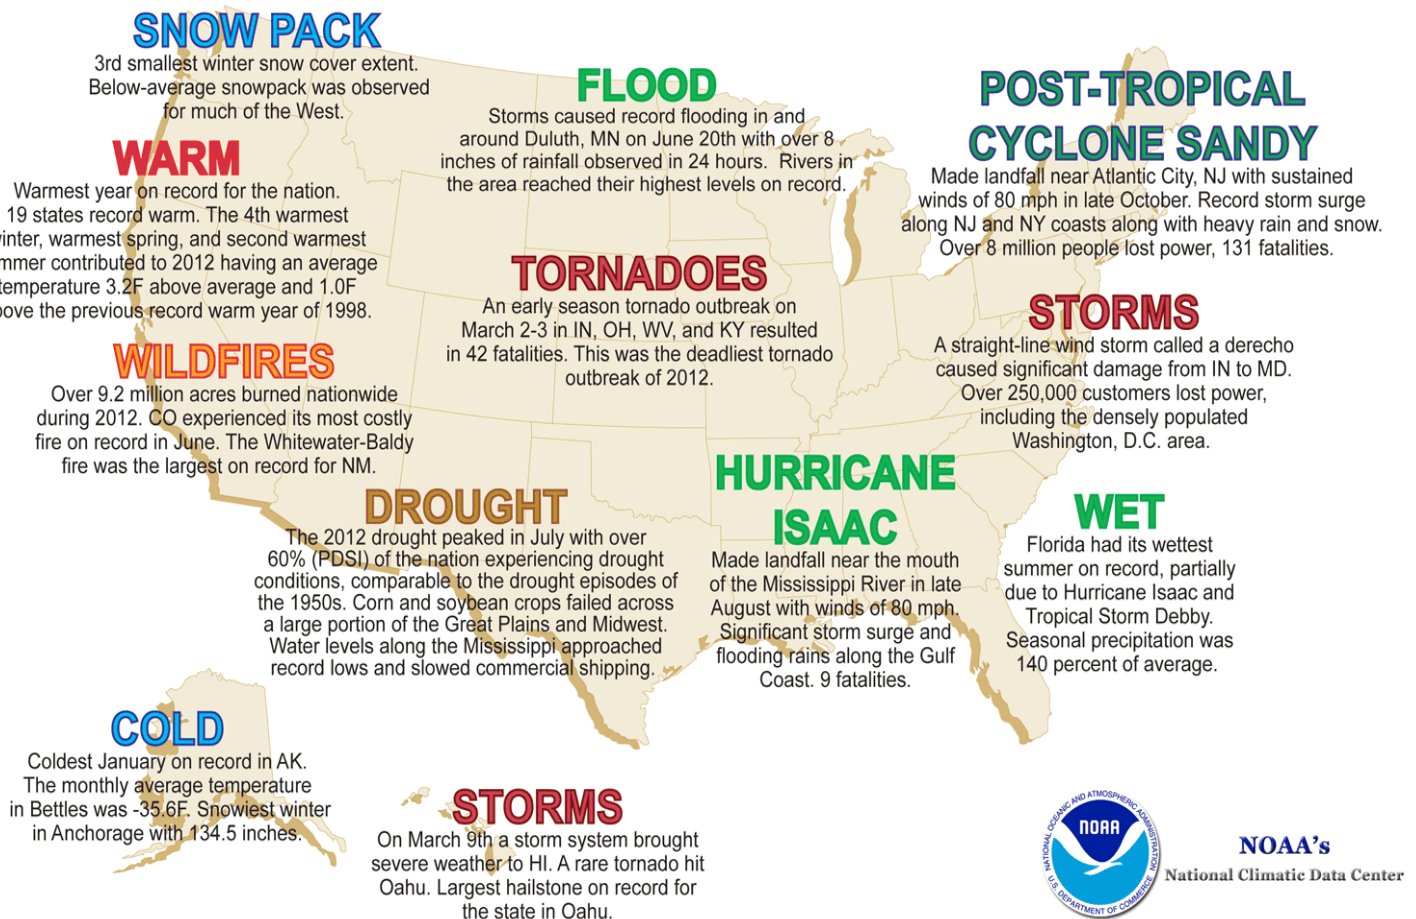 SNOW PACK
3rd smallest winter snow cover extent.
Below-average snowpack was observed
for much of the West.
WARM
Warmest year on record for the nation.
19 states record warm. The 4th warmest
inter, warmest spring, and second warmest
mmer contributed to 2012 having an average
temperature 3.2F above average and 1.0F
ove the previous record warm year of 1998.
WILDFIRES
Over 9.2 million acres burned nationwide
during 2012. CO experienced its most costly
fire on record in June. The Whitewater-Baldy
fire was the largest on record for NM.
FLOOD
Storms caused record flooding in and
around Duluth, MN on June 20th with over 8
inches of rainfall observed in 24 hours. Rivers in
the area reached their highest levels on record.
TORNADOES
An early season tornado outbreak on
March 2-3 in IN, OH, WV, and KY resulted
in 42 fatalities. This was the deadliest tornado
outbreak of 2012.
POST-TROPICAL
CYCLONE SANDY
Made landfall near Atlantic City, NJ with sustained
winds of 80 mph in late October. Record storm surge
along NJ and NY coasts along with heavy rain and snow.
Over 8 million people lost power, 131 fatalities.
STORMS
A straight-line wind storm called a derecho
caused significant damage from IN to MD.
Over 250,000 customers lost power,
including the densely populated
Washington, D.C. area.
DROUGHT
The 2012 drought peaked in July with over
60% (PDSI) of the nation experiencing drought
conditions, comparable to the drought episodes of
the 1950s. Corn and soybean crops failed across
a large portion of the Great Plains and Midwest.
Water levels along the Mississippi approached
record lows and slowed commercial shipping.
HURRICANE
ISAAC
Made landfall near the mouth
of the Mississippi River in late
August with winds of 80 mph.
Significant storm surge and
flooding rains along the Gulf
Coast. 9 fatalities.
WET
Florida had its wettest
summer on record, partially
due to Hurricane Isaac and
Tropical Storm Debby.
Seasonal precipitation was
140 percent of average.
COLD
Coldest January on record in AK.
The monthly average temperature
in Bettles was -35.6F. Snowiest winter
in Anchorage with 134.5 inches.
STORMS
On March 9th a storm system brought
severe weather to HI. A rare tornado hit
Oahu. Largest hailstone on record for
the state in Oahu.
NATIONAL OCEANIC AND ATMOSPHERIC ADMINISTRATION
NOAA
U.S. DEPARTMENT OF COMMERCE
NOAA's
National Climatic Data Center